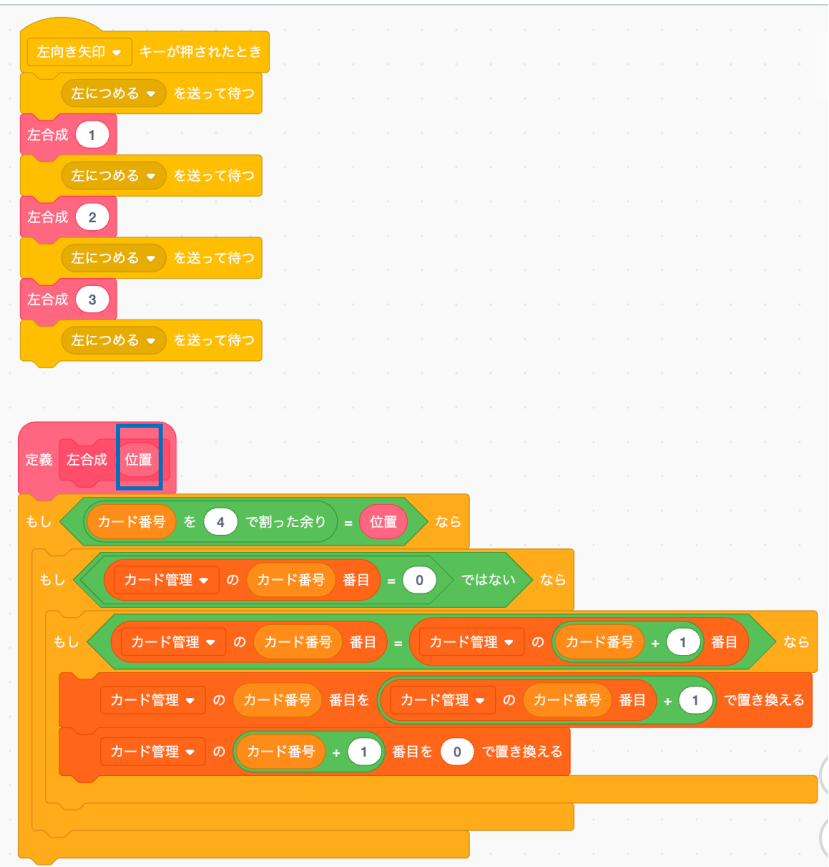 左向き矢印 キーが押されたとき
左につめる を送って待つ
左合成 1
左につめる を送って待つ
左合成 2
左につめる を送って待つ
左合成 3
左につめる を送って待つ
定義 左合成 位置
もし カード番号 を 4 で割った余り = 位置 なら
もし カード管理 の カード番号 番目 = 0 ではない なら
もし カード管理 の カード番号 番目 = カード管理 の カード番号 + 1 番目 なら
カード管理 の カード番号 番目を カード管理 の カード番号 番目 + 1 で置き換える
カード管理 の カード番号 + 1 番目を 0 で置き換える